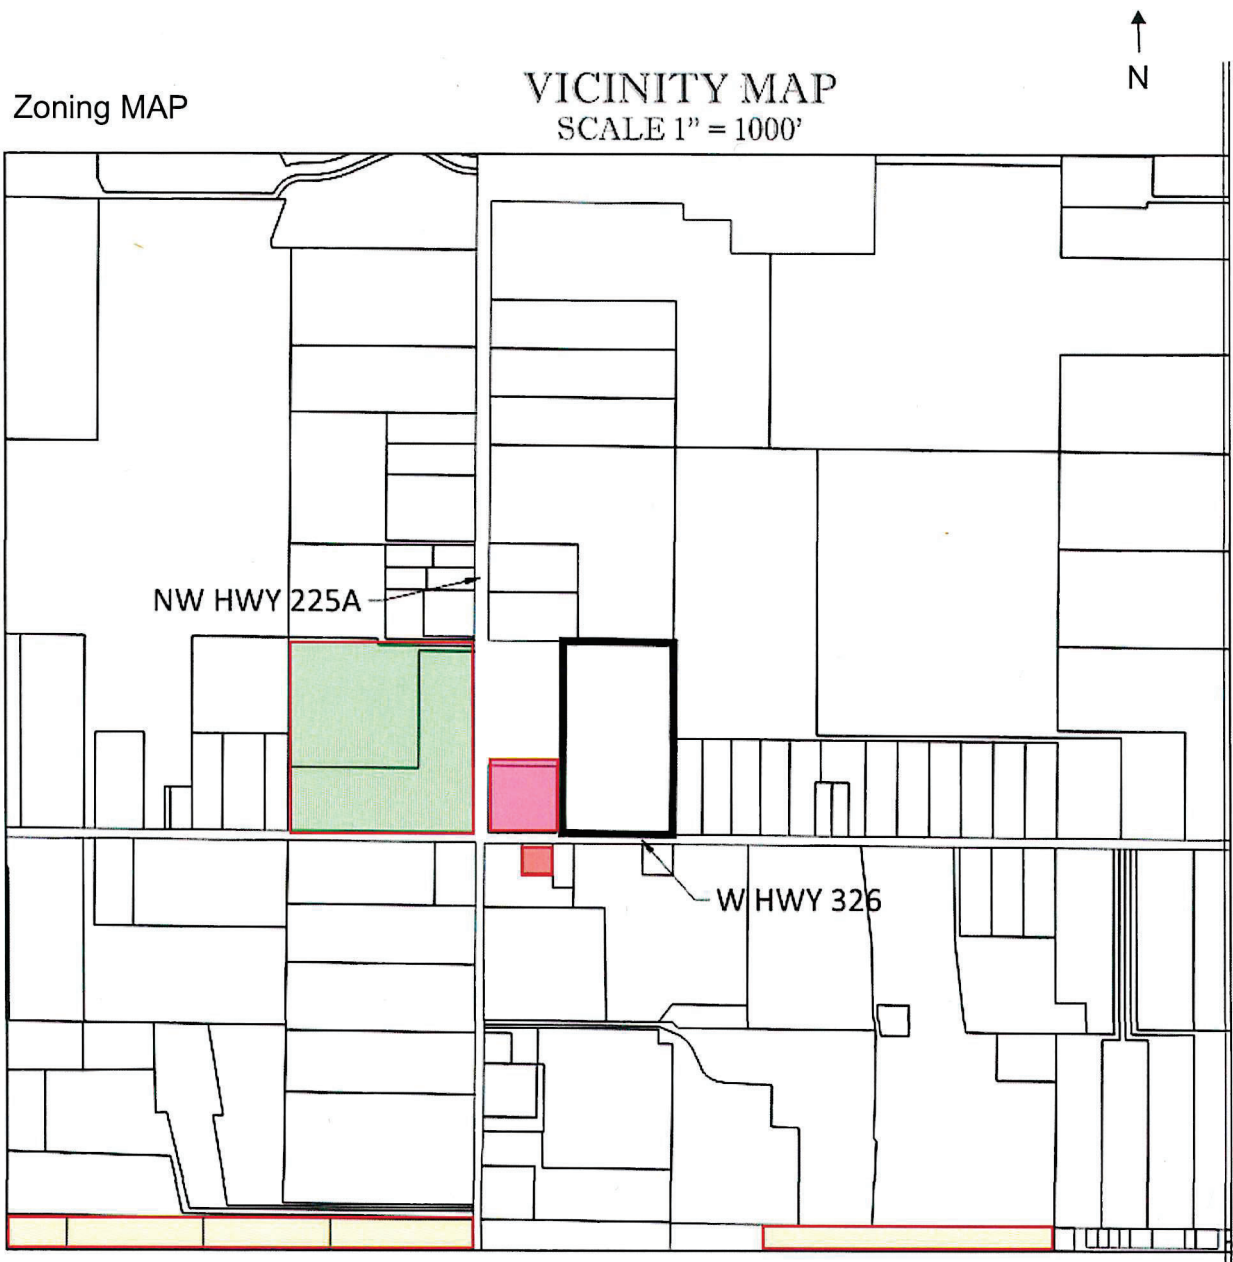 N
VICINITY MAP
Zoning MAP
SCALE 1” = 1000’
NW HWY 225A
W HWY 326